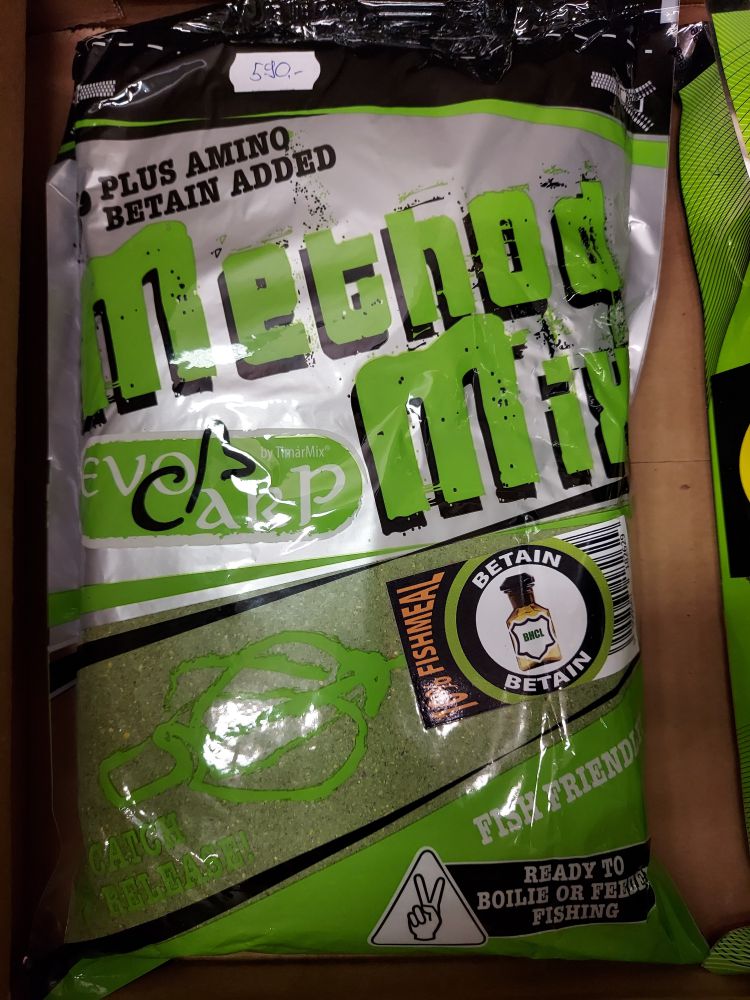 590,-
PLUS AMINO
BETAIN ADDED
Method
Mix
by TimárMix®
EVO
CARP
FISHMEAL
BETAIN
BHCL
BETAIN
FISH FRIENDLY
CATCH
RELEASE!
READY TO
BOILIE OR FEEDER
FISHING